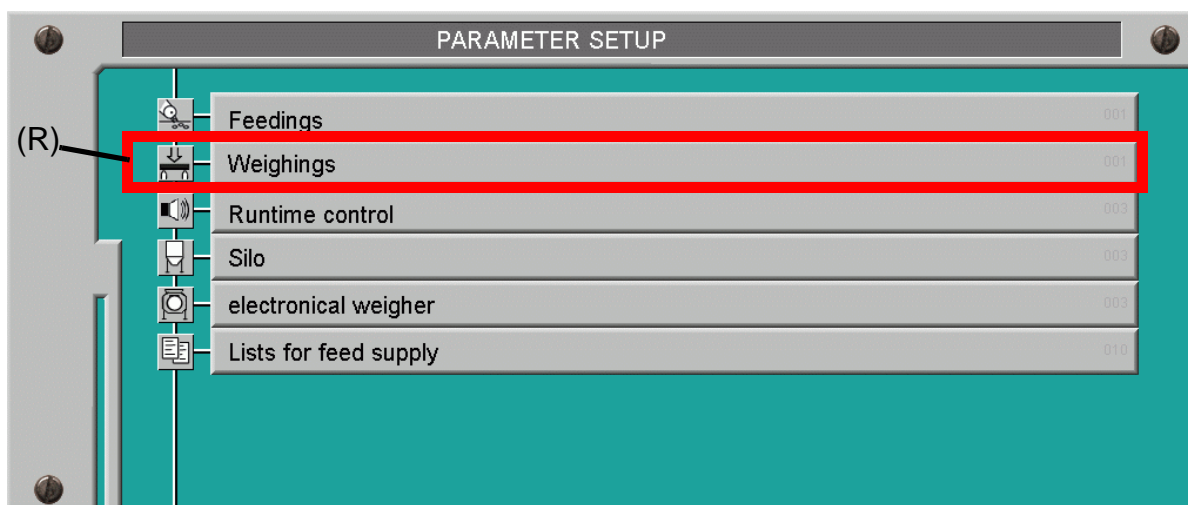 PARAMETER SETUP
Feedings 001
(R)
Weighings 001
Runtime control 003
Silo 003
electronical weigher 003
Lists for feed supply 010